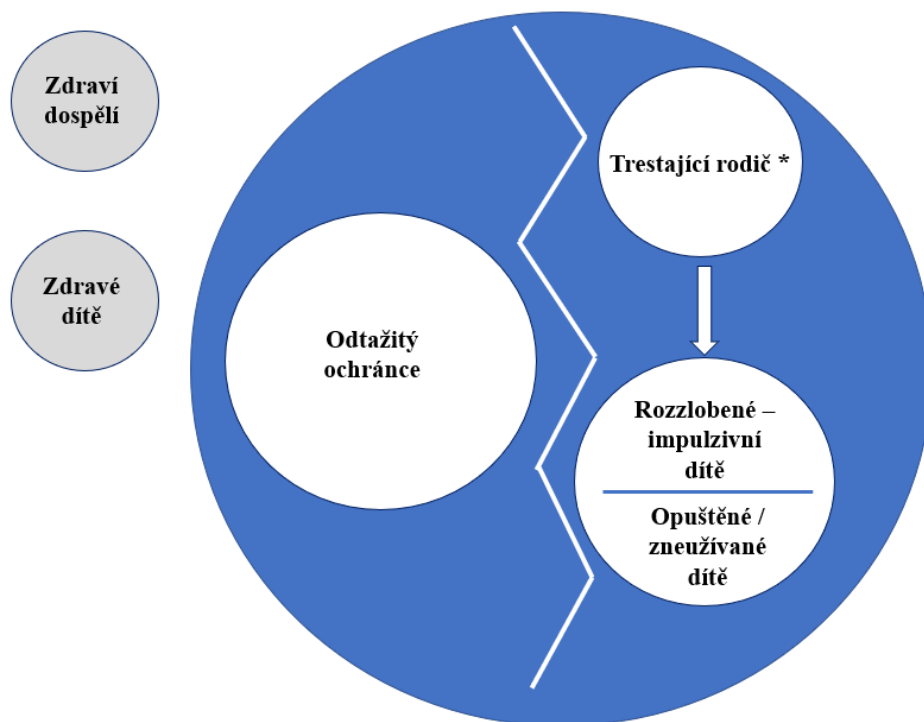 Zdraví
dospělí
Zdravé
dítě
Odtažitý
ochránce
Trestající rodič *
Rozzlobené –
impulzivní
dítě
Opuštěné /
zneužívané
dítě